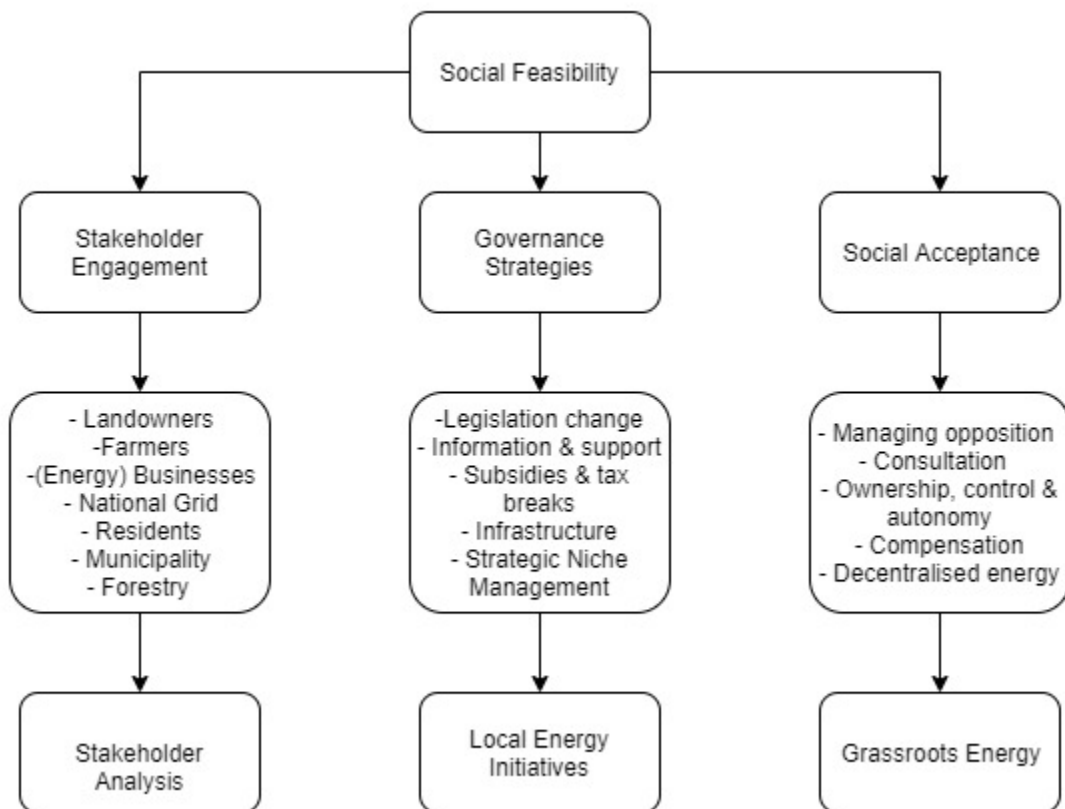 Social Feasibility
Stakeholder
Engagement
Governance
Strategies
Social Acceptance
- Landowners
-Farmers
-(Energy) Businesses
- National Grid
- Residents
- Municipality
- Forestry
-Legislation change
- Information & support
- Subsidies & tax
breaks
- Infrastructure
- Strategic Niche
Management
- Managing opposition
- Consultation
- Ownership, control &
autonomy
- Compensation
- Decentralised energy
Stakeholder
Analysis
Local Energy
Initiatives
Grassroots Energy